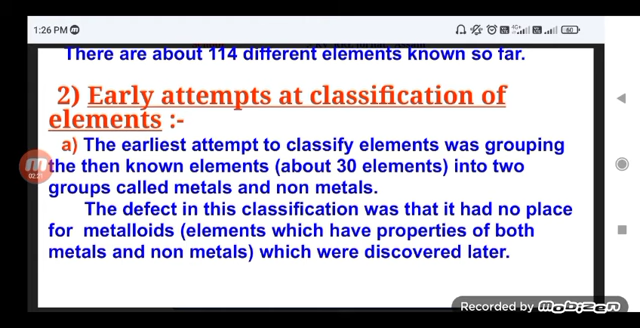 1:26 PM
60
There are about 114 different elements known so far.
2) Early attempts at classification of
elements :-
a) The earliest attempt to classify elements was grouping
the then known elements (about 30 elements) into two
groups called metals and non metals.
02:21
The defect in this classification was that it had no place
for metalloids (elements which have properties of both
metals and non metals) which were discovered later.
Recorded by Mobizen